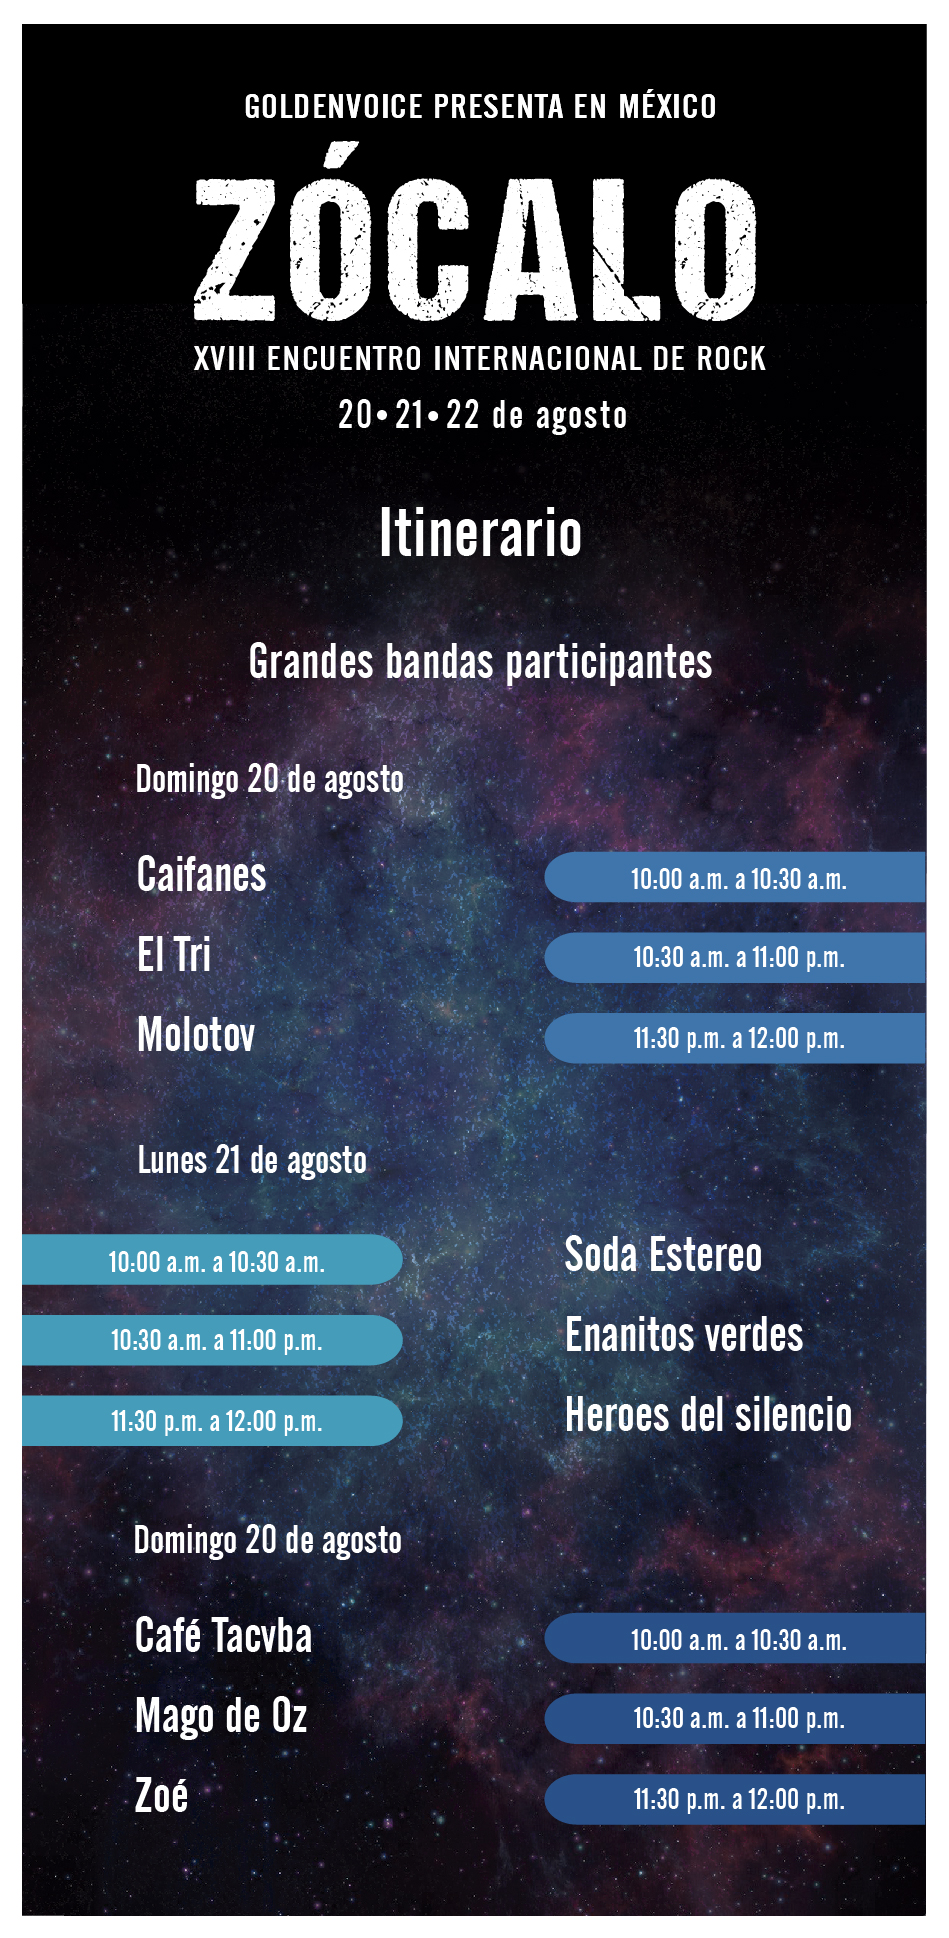 GOLDENVOICE PRESENTA EN MÉXICO
ZÓCALO
XVIII ENCUENTRO INTERNACIONAL DE ROCK
20•21•22 de agosto
Itinerario
Grandes bandas participantes
Domingo 20 de agosto
Caifanes 10:00 a.m. a 10:30 a.m.
El Tri 10:30 a.m. a 11:00 p.m.
Molotov 11:30 p.m. a 12:00 p.m.
Lunes 21 de agosto
10:00 a.m. a 10:30 a.m. Soda Estereo
10:30 a.m. a 11:00 p.m. Enanitos verdes
11:30 p.m. a 12:00 p.m. Heroes del silencio
Domingo 20 de agosto
Café Tacvba 10:00 a.m. a 10:30 a.m.
Mago de Oz 10:30 a.m. a 11:00 p.m.
Zoé 11:30 p.m. a 12:00 p.m.